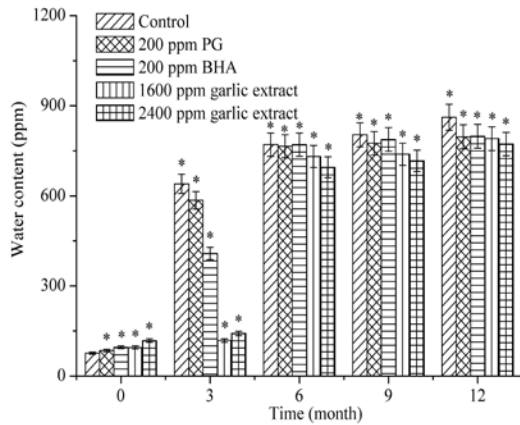 1200
900
600
300
0
Water content (ppm)
Control
200 ppm PG
200 ppm BHA
1600 ppm garlic extract
2400 ppm garlic extract
* * * *
* * * * *
* * * * *
* * * * *
* * * * *
0 3 6 9 12
Time (month)